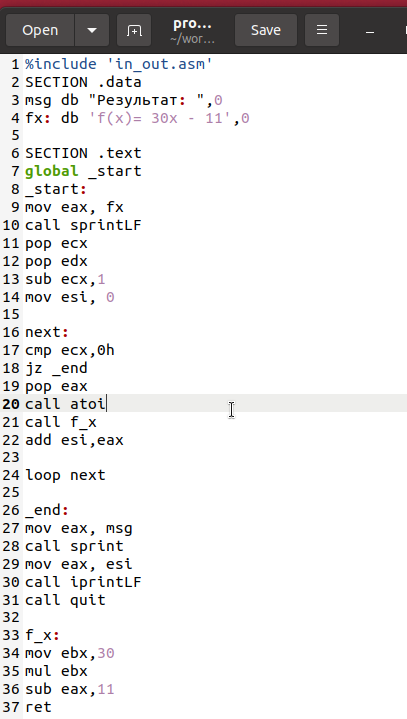 Open
pro...
~/wor...
Save
1 %include 'in_out.asm'
2 SECTION .data
3 msg db "Результат: ",0
4 fx: db 'f(x)= 30x - 11',0
5
6 SECTION .text
7 global _start
8 _start:
9 mov eax, fx
10 call sprintLF
11 pop ecx
12 pop edx
13 sub ecx,1
14 mov esi, 0
15
16 next:
17 cmp ecx,0h
18 jz _end
19 pop eax
20 call atoi
21 call f_x
22 add esi,eax
23
24 loop next
25
26 _end:
27 mov eax, msg
28 call sprint
29 mov eax, esi
30 call iprintLF
31 call quit
32
33 f_x:
34 mov ebx,30
35 mul ebx
36 sub eax,11
37 ret